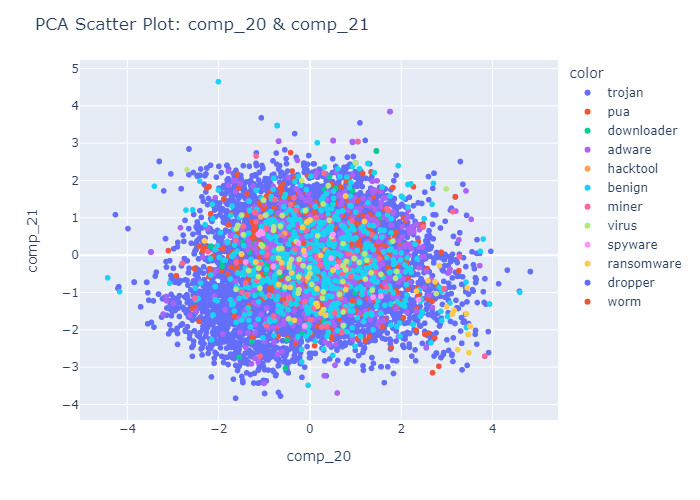 PCA Scatter Plot: comp_20 & comp_21
color
trojan
pua
downloader
adware
hacktool
benign
miner
virus
spyware
ransomware
dropper
worm
5
4
3
2
1
0
−1
−2
−3
−4
comp_21
−4
−2
0
2
4
comp_20